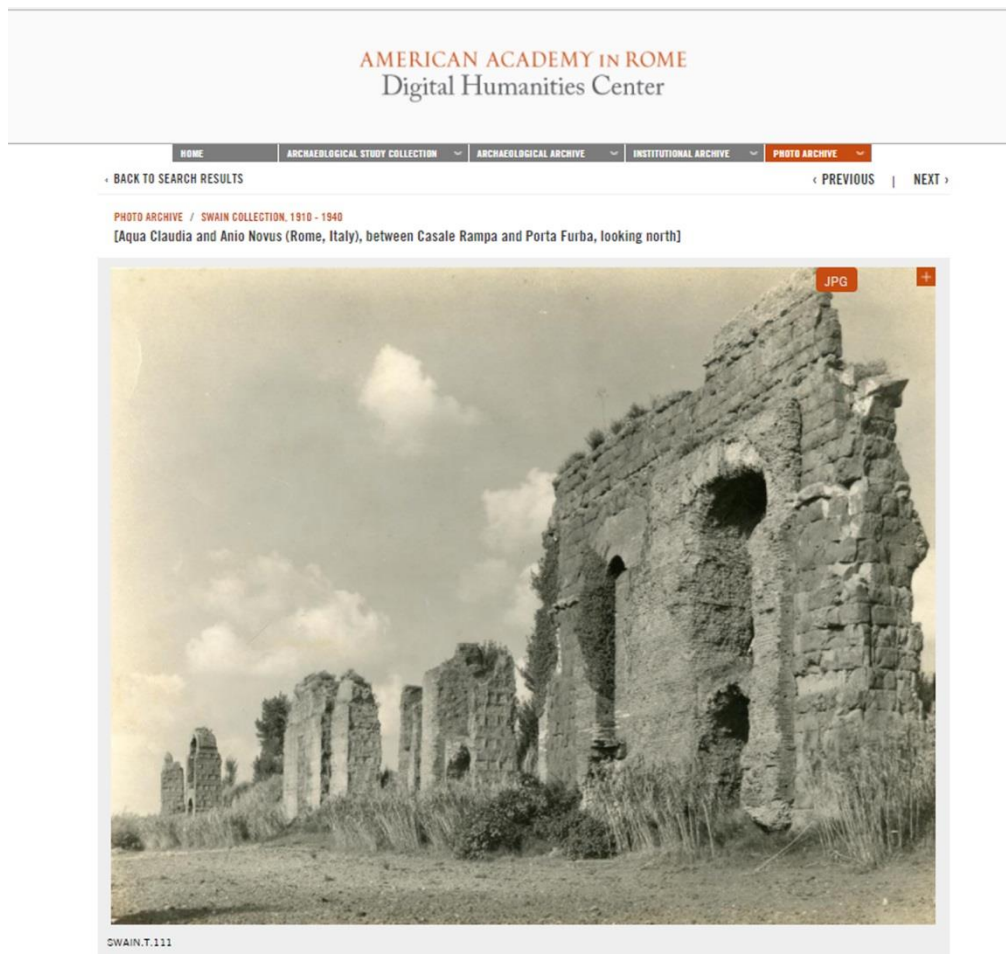 AMERICAN ACADEMY IN ROME
Digital Humanities Center
HOME ARCHAEOLOGICAL STUDY COLLECTION ARCHAEOLOGICAL ARCHIVE INSTITUTIONAL ARCHIVE PHOTO ARCHIVE
‹ BACK TO SEARCH RESULTS ‹ PREVIOUS | NEXT ›
PHOTO ARCHIVE / SWAIN COLLECTION, 1910 - 1940
[Aqua Claudia and Anio Novus (Rome, Italy), between Casale Rampa and Porta Furba, looking north]
JPG +
SWAIN.T.111